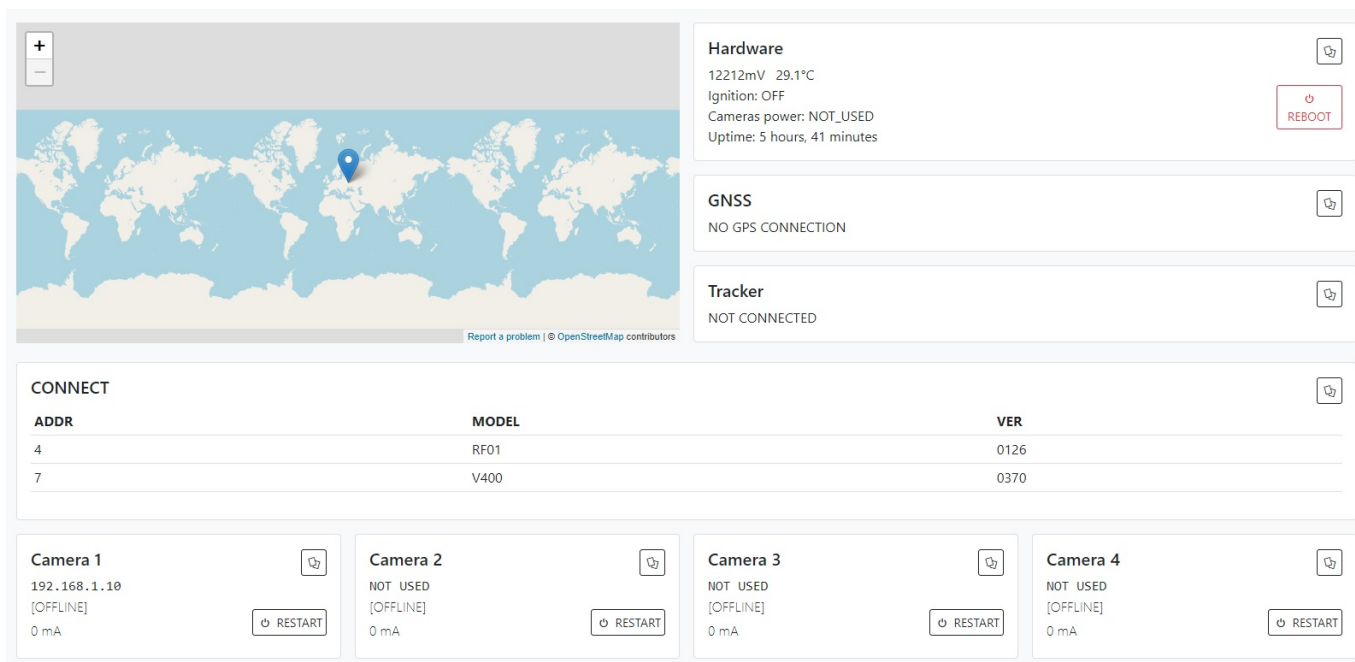 +
−
Report a problem | © OpenStreetMap contributors
Hardware
12212mV 29.1°C
Ignition: OFF
Cameras power: NOT_USED
Uptime: 5 hours, 41 minutes
REBOOT
GNSS
NO GPS CONNECTION
Tracker
NOT CONNECTED
CONNECT
ADDR MODEL VER
4 RF01 0126
7 V400 0370
Camera 1
192.168.1.10
[OFFLINE]
0 mA
RESTART
Camera 2
NOT USED
[OFFLINE]
0 mA
RESTART
Camera 3
NOT USED
[OFFLINE]
0 mA
RESTART
Camera 4
NOT USED
[OFFLINE]
0 mA
RESTART